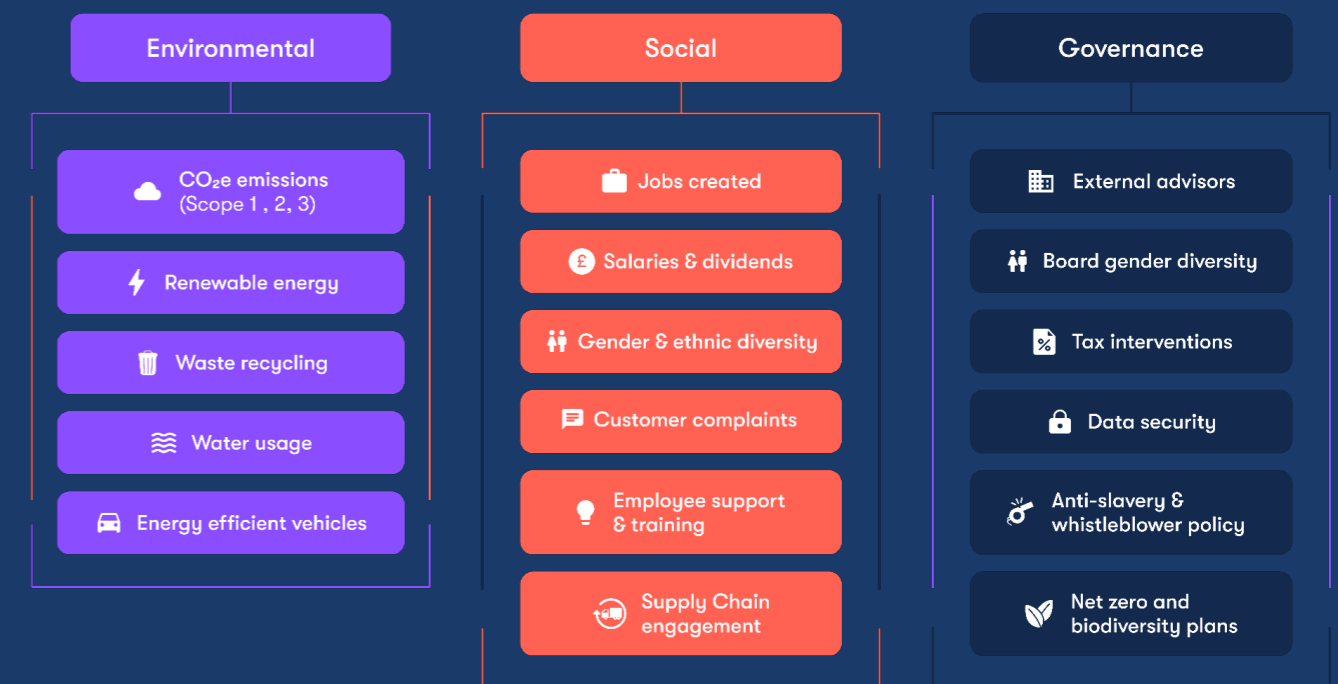 Environmental
CO₂e emissions
(Scope 1 , 2, 3)
Renewable energy
Waste recycling
Water usage
Energy efficient vehicles
Social
Jobs created
£
Salaries & dividends
Gender & ethnic diversity
Customer complaints
Employee support
& training
Supply Chain
engagement
Governance
External advisors
Board gender diversity
%
Tax interventions
Data security
Anti-slavery &
whistleblower policy
Net zero and
biodiversity plans